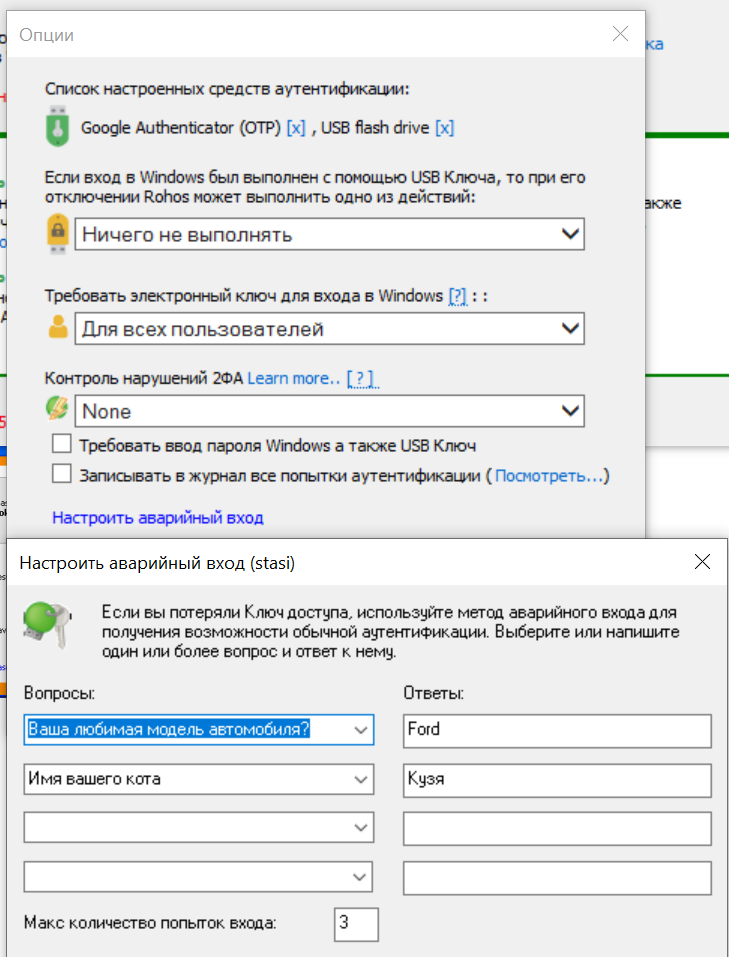 Опции
Список настроенных средств аутентификации:
Google Authenticator (OTP) [x] , USB flash drive [x]
Если вход в Windows был выполнен с помощью USB Ключа, то при его
отключении Rohos может выполнить одно из действий:
Ничего не выполнять
Требовать электронный ключ для входа в Windows [?] : :
Для всех пользователей
Контроль нарушений 2ФА Learn more.. [ ? ]
None
Требовать ввод пароля Windows а также USB Ключ
Записывать в журнал все попытки аутентификации ( Посмотреть...)
Настроить аварийный вход
Настроить аварийный вход (stasi)
Если вы потеряли Ключ доступа, используйте метод аварийного входа для
получения возможности обычной аутентификации. Выберите или напишите
один или более вопрос и ответ к нему.
Вопросы: Ответы:
Ваша любимая модель автомобиля? Ford
Имя вашего кота Кузя
Макс количество попыток входа: 3